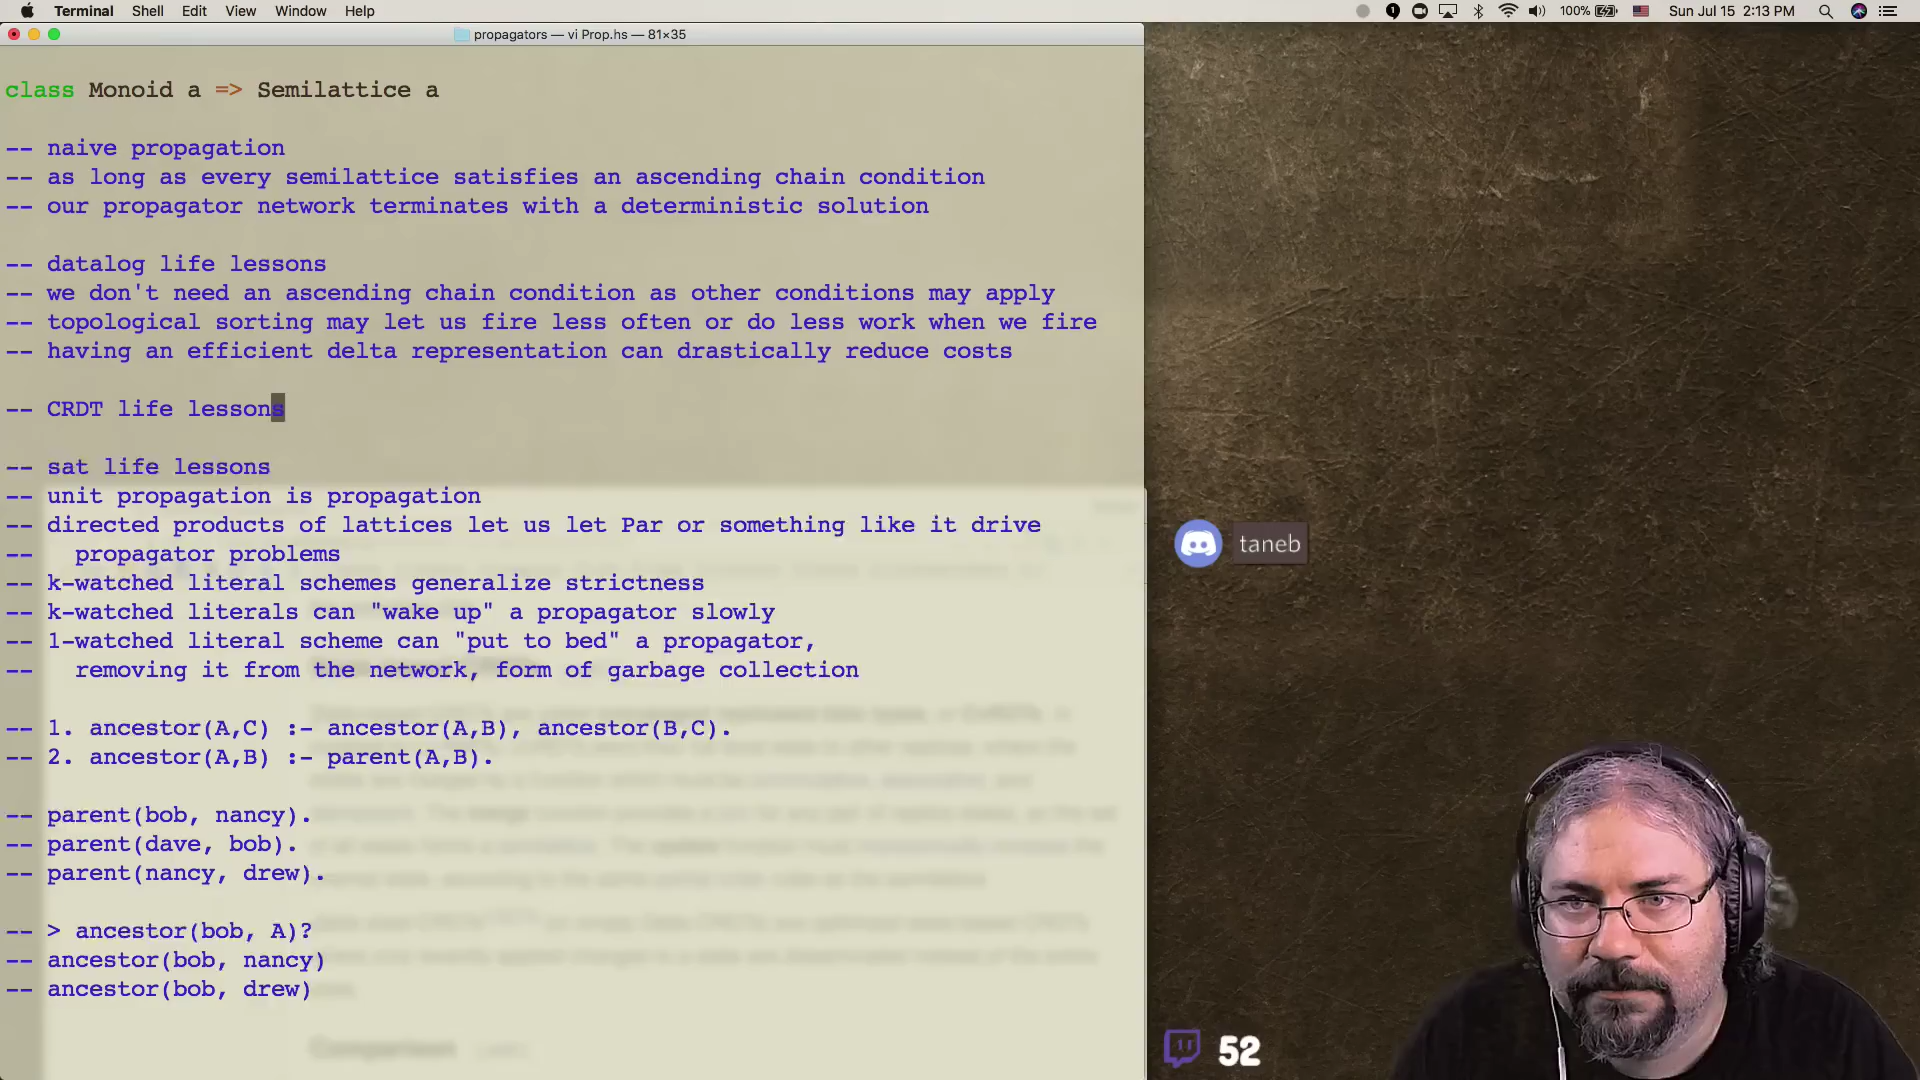 Terminal Shell Edit View Window Help 100% Sun Jul 15 2:13 PM
propagators — vi Prop.hs — 81×35
class Monoid a => Semilattice a
-- naive propagation
-- as long as every semilattice satisfies an ascending chain condition
-- our propagator network terminates with a deterministic solution
-- datalog life lessons
-- we don't need an ascending chain condition as other conditions may apply
-- topological sorting may let us fire less often or do less work when we fire
-- having an efficient delta representation can drastically reduce costs
-- CRDT life lessons
-- sat life lessons
-- unit propagation is propagation
-- directed products of lattices let us let Par or something like it drive
-- propagator problems
-- k-watched literal schemes generalize strictness
-- k-watched literals can "wake up" a propagator slowly
-- 1-watched literal scheme can "put to bed" a propagator,
-- removing it from the network, form of garbage collection
-- 1. ancestor(A,C) :- ancestor(A,B), ancestor(B,C).
-- 2. ancestor(A,B) :- parent(A,B).
-- parent(bob, nancy).
-- parent(dave, bob).
-- parent(nancy, drew).
-- > ancestor(bob, A)?
-- ancestor(bob, nancy)
-- ancestor(bob, drew)
Comparison
taneb
52